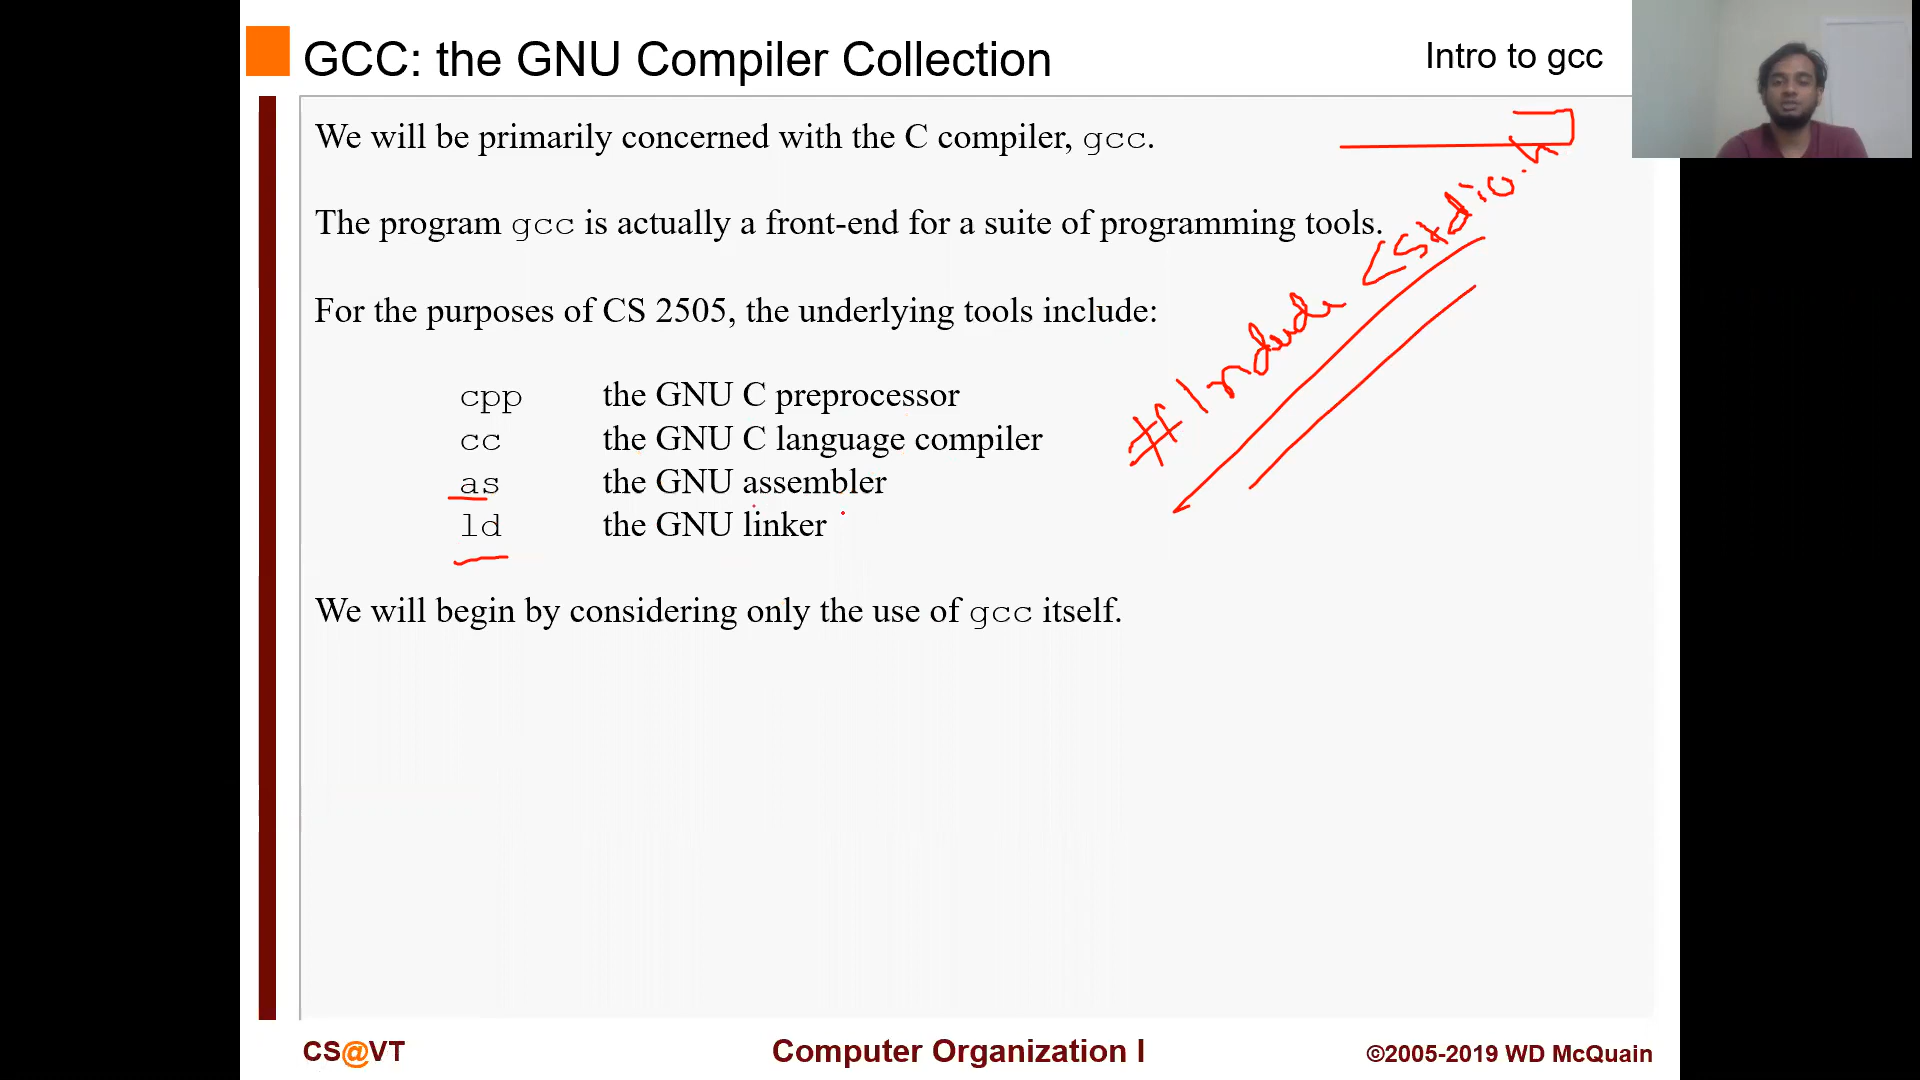 GCC: the GNU Compiler Collection
Intro to gcc
We will be primarily concerned with the C compiler, gcc.
The program gcc is actually a front-end for a suite of programming tools.
#Include <stdio.h
For the purposes of CS 2505, the underlying tools include:
cpp the GNU C preprocessor
cc the GNU C language compiler
as the GNU assembler
ld the GNU linker
We will begin by considering only the use of gcc itself.
CS@VT
Computer Organization I
©2005-2019 WD McQuain